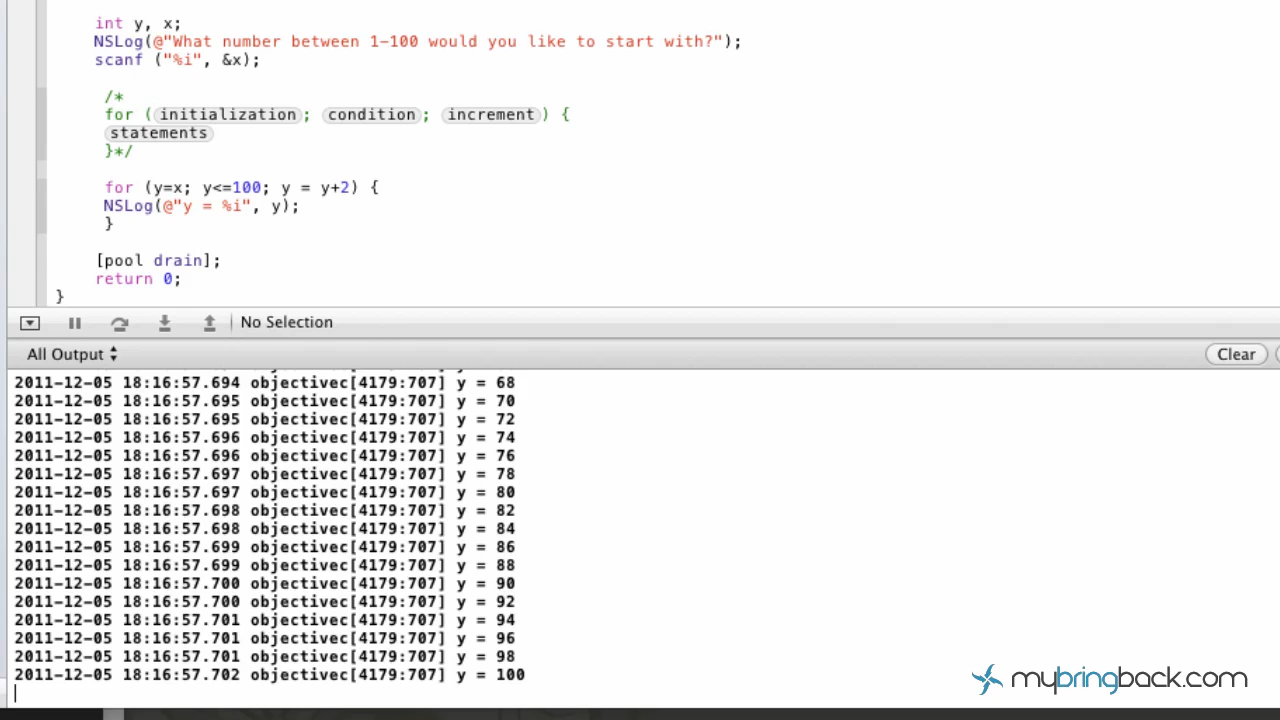 int y, x;
NSLog(@"What number between 1-100 would you like to start with?");
scanf ("%i", &x);
/*
for (initialization; condition; increment) {
statements
}*/
for (y=x; y<=100; y = y+2) {
NSLog(@"y = %i", y);
}
[pool drain];
return 0;
}
No Selection
All Output
Clear
2011-12-05 18:16:57.694 objectivec[4179:707] y = 68
2011-12-05 18:16:57.695 objectivec[4179:707] y = 70
2011-12-05 18:16:57.695 objectivec[4179:707] y = 72
2011-12-05 18:16:57.696 objectivec[4179:707] y = 74
2011-12-05 18:16:57.696 objectivec[4179:707] y = 76
2011-12-05 18:16:57.697 objectivec[4179:707] y = 78
2011-12-05 18:16:57.697 objectivec[4179:707] y = 80
2011-12-05 18:16:57.698 objectivec[4179:707] y = 82
2011-12-05 18:16:57.698 objectivec[4179:707] y = 84
2011-12-05 18:16:57.699 objectivec[4179:707] y = 86
2011-12-05 18:16:57.699 objectivec[4179:707] y = 88
2011-12-05 18:16:57.700 objectivec[4179:707] y = 90
2011-12-05 18:16:57.700 objectivec[4179:707] y = 92
2011-12-05 18:16:57.701 objectivec[4179:707] y = 94
2011-12-05 18:16:57.701 objectivec[4179:707] y = 96
2011-12-05 18:16:57.701 objectivec[4179:707] y = 98
2011-12-05 18:16:57.702 objectivec[4179:707] y = 100
mybringback.com